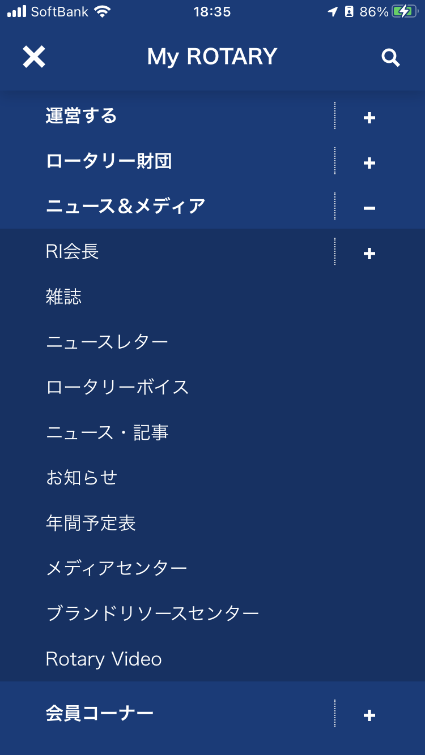 SoftBank 18:35 86%
My ROTARY
運営する
ロータリー財団
ニュース＆メディア
RI会長
雑誌
ニュースレター
ロータリーボイス
ニュース・記事
お知らせ
年間予定表
メディアセンター
ブランドリソースセンター
Rotary Video
会員コーナー